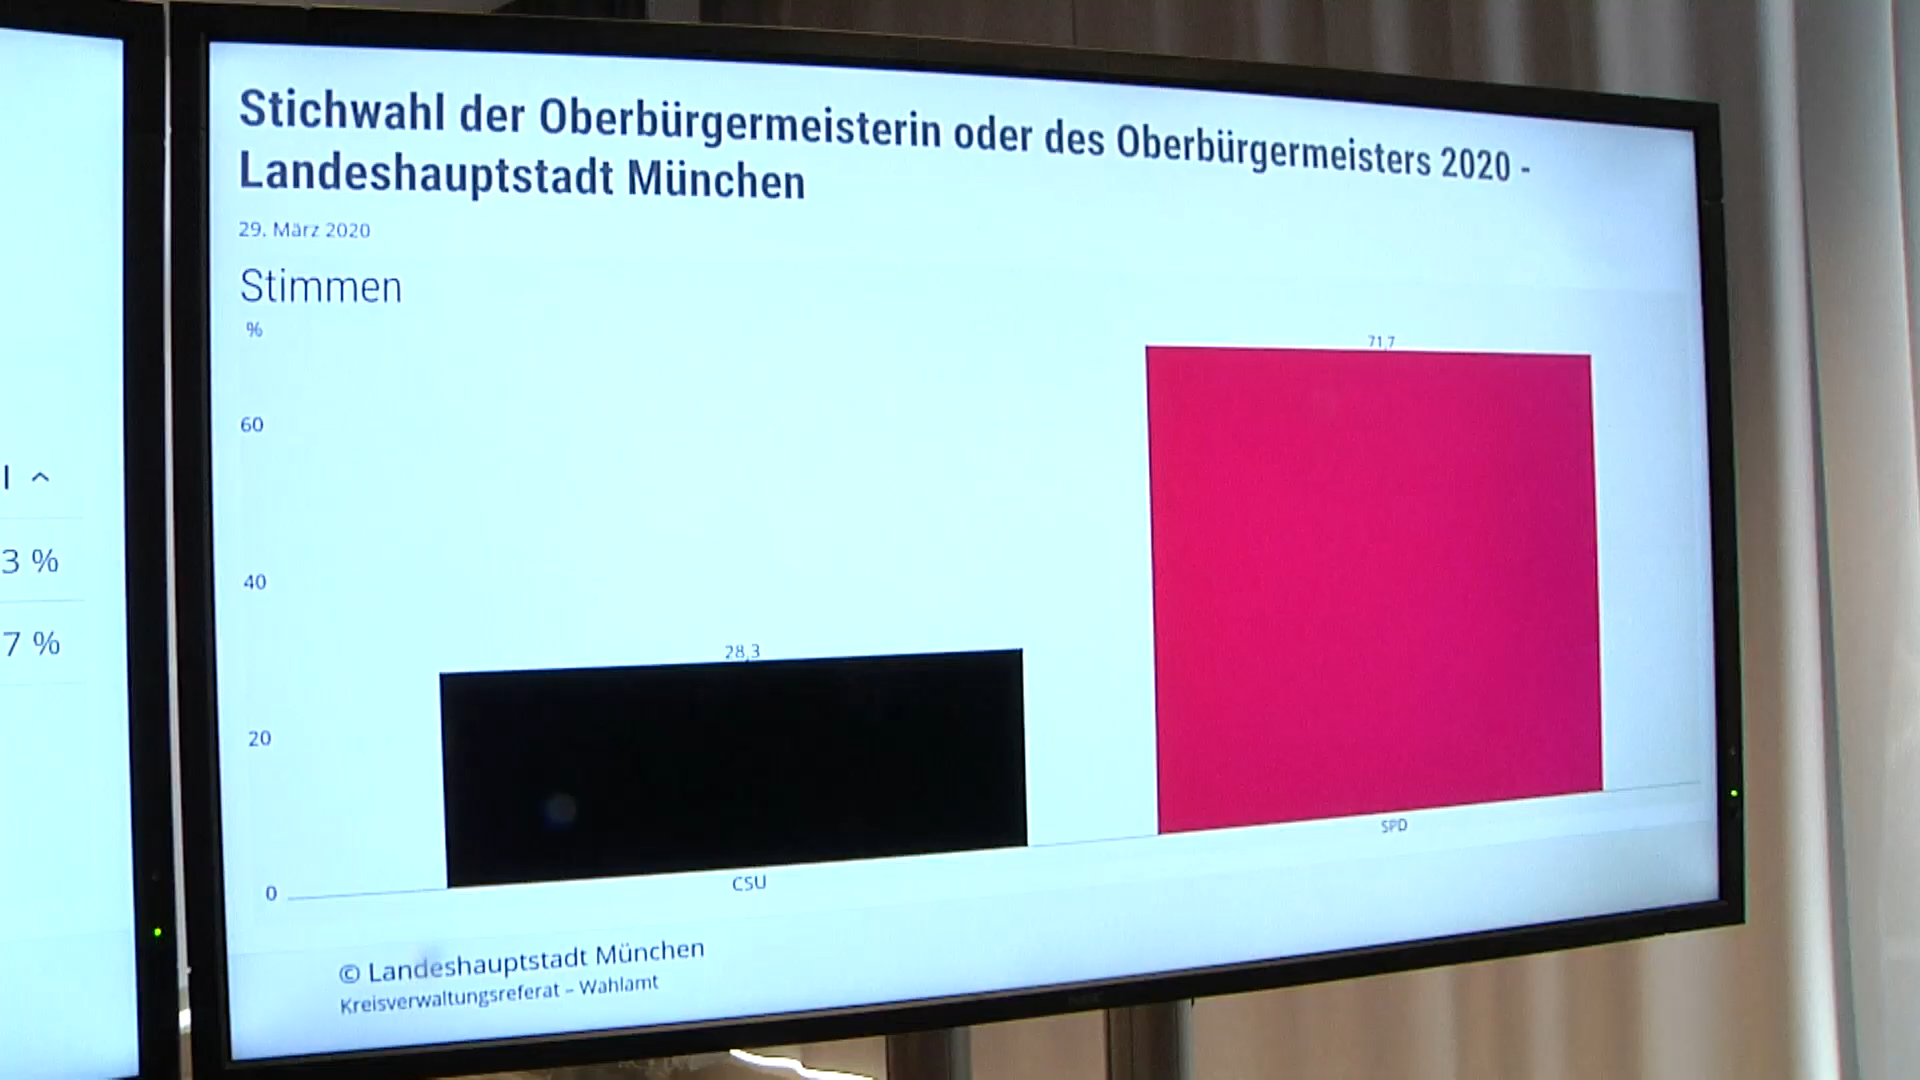 Stichwahl der Oberbürgermeisterin oder des Oberbürgermeisters 2020 -
Landeshauptstadt München
29. März 2020
Stimmen
%
71,7
60
40
28,3
20
0
CSU
SPD
© Landeshauptstadt München
Kreisverwaltungsreferat – Wahlamt
l ^
3 %
7 %